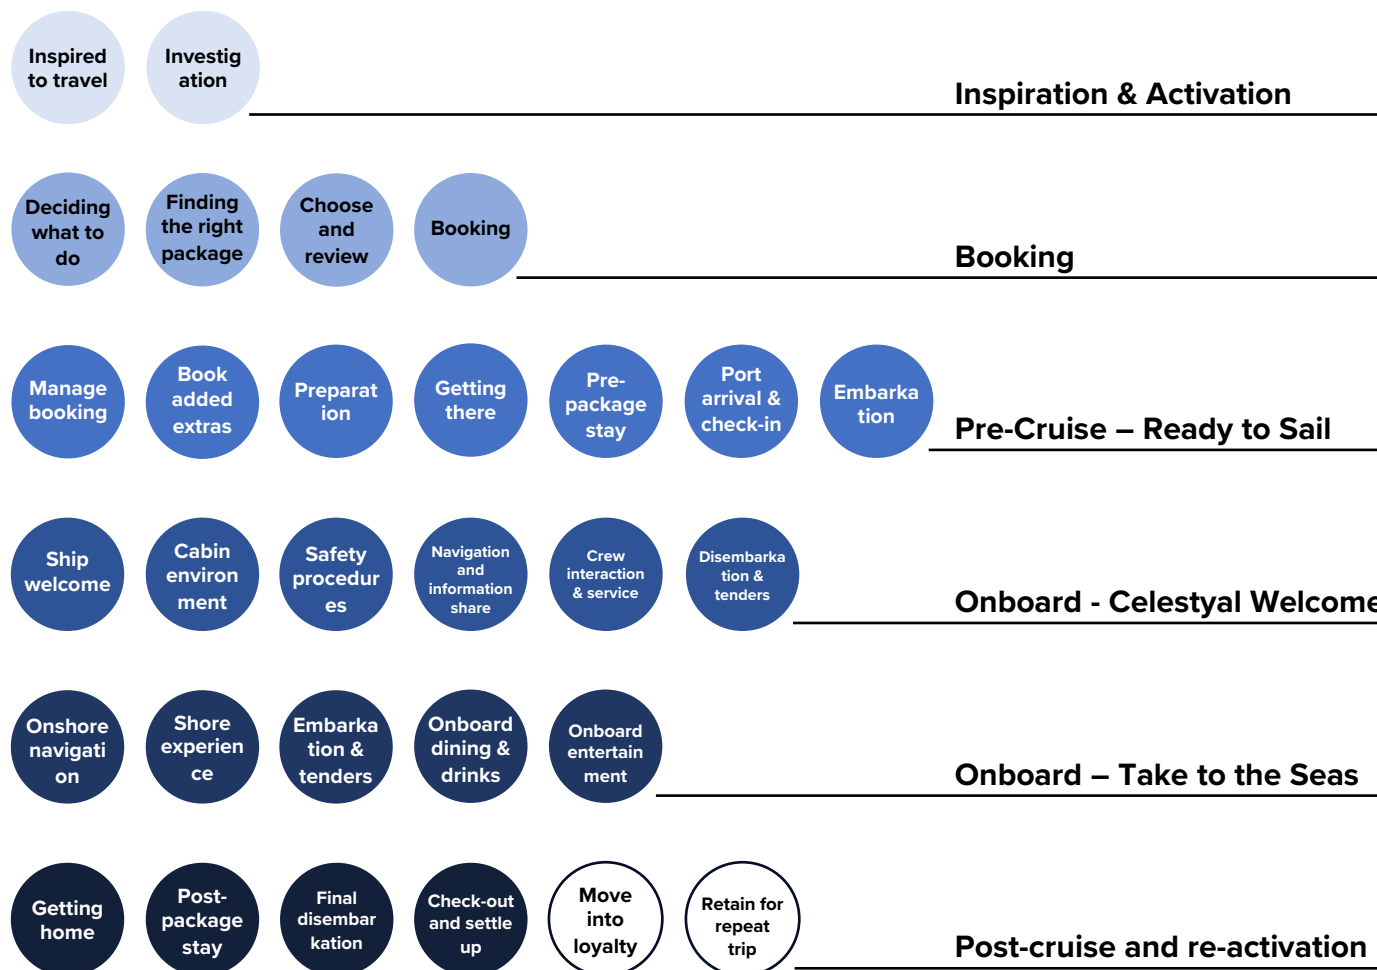 Inspired
to travel
Investig
ation
Inspiration & Activation
Deciding
what to
do
Finding
the right
package
Choose
and
review
Booking
Booking
Manage
booking
Book
added
extras
Preparat
ion
Getting
there
Pre-
package
stay
Port
arrival &
check-in
Embarka
tion
Pre-Cruise – Ready to Sail
Ship
welcome
Cabin
environ
ment
Safety
procedur
es
Navigation
and
information
share
Crew
interaction
& service
Disembarka
tion &
tenders
Onboard - Celestyal Welcome
Onshore
navigati
on
Shore
experien
ce
Embarka
tion &
tenders
Onboard
dining &
drinks
Onboard
entertain
ment
Onboard – Take to the Seas
Getting
home
Post-
package
stay
Final
disembar
kation
Check-out
and settle
up
Move
into
loyalty
Retain for
repeat
trip
Post-cruise and re-activation